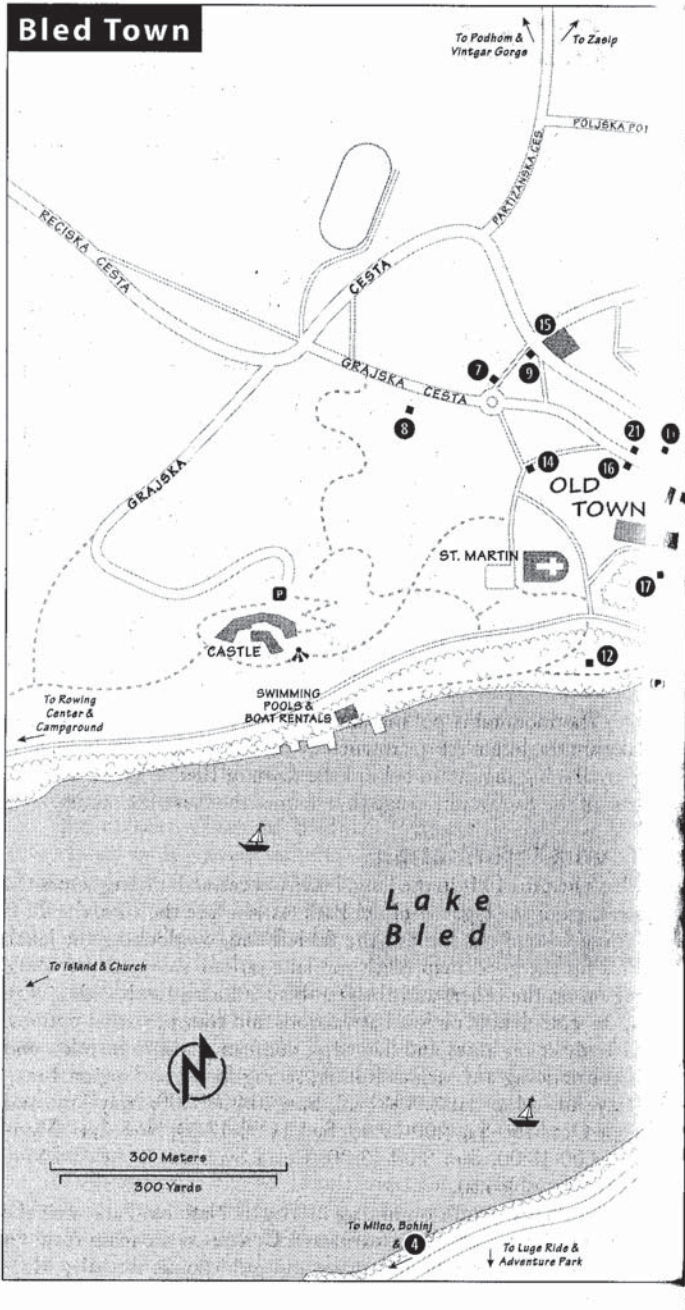 Bled Town
To Podhom &
Vintgar Gorge
To Zasip
POLJSKA
PARTIZANSKA CES
RECISKA CESTA
CESTA
15
GRAJSKA CESTA
7
9
8
21
14
16
OLD
TOWN
GRAJSKA
ST. MARTIN
P
17
CASTLE
12
(P)
SWIMMING
POOLS &
BOAT RENTALS
To Rowing
Center &
Campground
Lake
Bled
To Island & Church
N
300 Meters
300 Yards
To Mlino, Bohinj
& 4
To Luge Ride &
Adventure Park